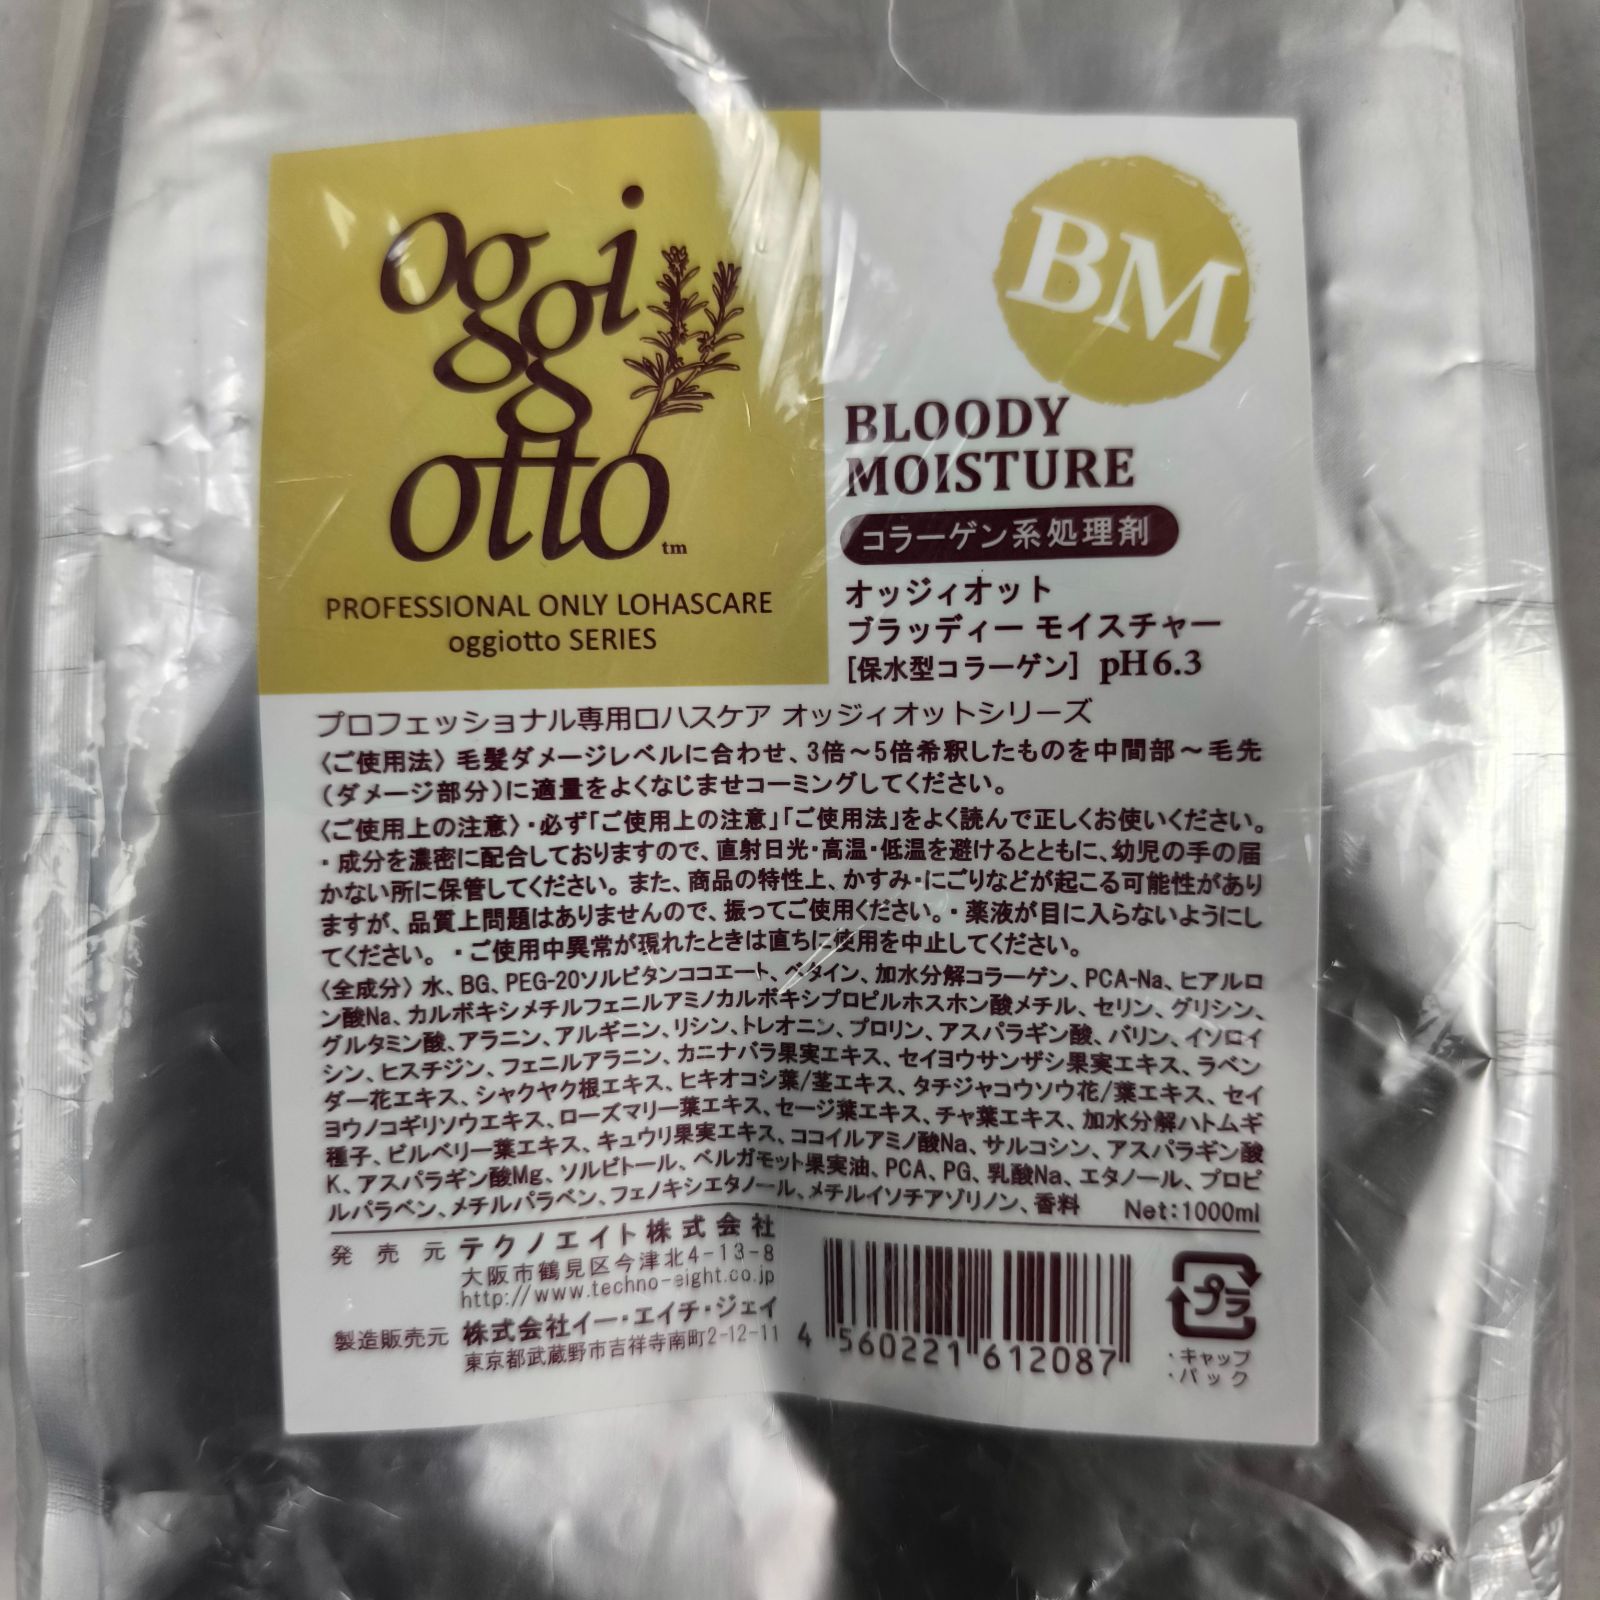 oggi
otto
tm
PROFESSIONAL ONLY LOHASCARE
oggiotto SERIES
BM
BLOODY
MOISTURE
コラーゲン系処理剤
オッジィオット
ブラッディー モイスチャー
[保水型コラーゲン] pH6.3
プロフェッショナル専用ロハスケア オッジィオットシリーズ
〈ご使用法〉 毛髪ダメージレベルに合わせ、3倍～5倍希釈したものを中間部～毛先
(ダメージ部分)に適量をよくなじませコーミングしてください。
〈ご使用上の注意〉・必ず「ご使用上の注意」「ご使用法」をよく読んで正しくお使いください。
・成分を濃密に配合しておりますので、直射日光・高温・低温を避けるとともに、幼児の手の届
かない所に保管してください。また、商品の特性上、かすみ・にごりなどが起こる可能性があり
ますが、品質上問題はありませんので、振ってご使用ください。・薬液が目に入らないようにし
てください。 ・ご使用中異常が現れたときは直ちに使用を中止してください。
〈全成分〉 水、BG、PEG-20ソルビタンココエート、ベタイン、加水分解コラーゲン、PCA-Na、ヒアルロ
ン酸Na、カルボキシメチルフェニルアミノカルボキシプロピルホスホン酸メチル、セリン、グリシン、
グルタミン酸、アラニン、アルギニン、リシン、トレオニン、プロリン、アスパラギン酸、バリン、イソロイ
シン、ヒスチジン、フェニルアラニン、カニナバラ果実エキス、セイヨウサンザシ果実エキス、ラベン
ダー花エキス、シャクヤク根エキス、ヒキオコシ葉/茎エキス、タチジャコウソウ花/葉エキス、セイ
ヨウノコギリソウエキス、ローズマリー葉エキス、セージ葉エキス、チャ葉エキス、加水分解ハトムギ
種子、ビルベリー葉エキス、キュウリ果実エキス、ココイルアミノ酸Na、サルコシン、アスパラギン酸
K、アスパラギン酸Mg、ソルビトール、ベルガモット果実油、PCA、PG、乳酸Na、エタノール、プロピ
ルパラベン、メチルパラベン、フェノキシエタノール、メチルイソチアゾリノン、香料 Net:1000ml
発売元 テクノエイト株式会社
大阪市鶴見区今津北4-13-8
http://www.techno-eight.co.jp
製造販売元 株式会社イー・エイチ・ジェイ
東京都武蔵野市吉祥寺南町2-12-11
4 560221 612087
プラ
・キャップ
・パック